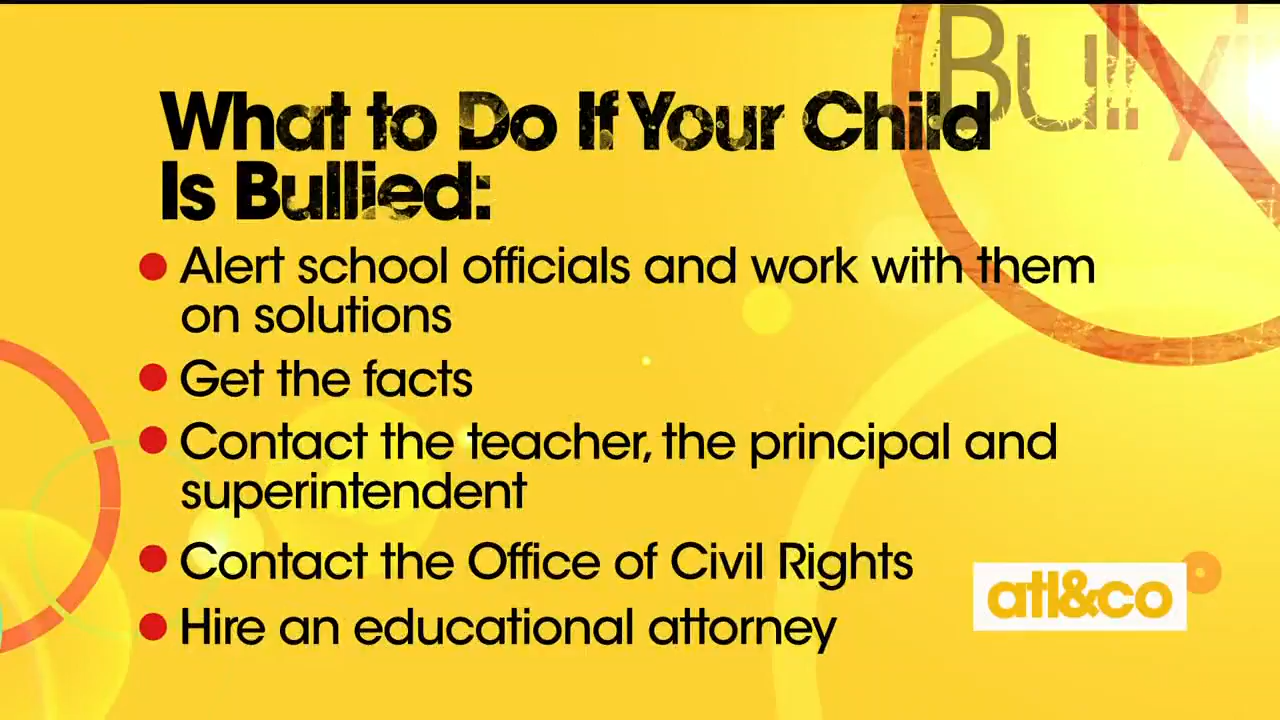 Bullyi
What to Do If Your Child
Is Bullied:
Alert school officials and work with them
on solutions
Get the facts
Contact the teacher, the principal and
superintendent
Contact the Office of Civil Rights
Hire an educational attorney
atl&co